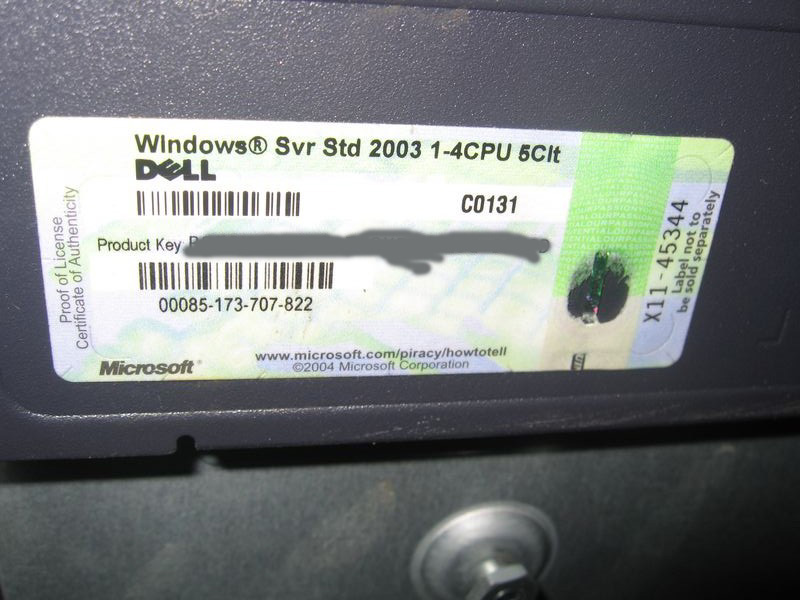 Windows® Svr Std 2003 1-4CPU 5Clt
DELL
C0131
Product Key
00085-173-707-822
Microsoft®
www.microsoft.com/piracy/howtotell
©2004 Microsoft Corporation
Proof of License
Certificate of Authenticity
X11-45344
Label not to
be sold separately